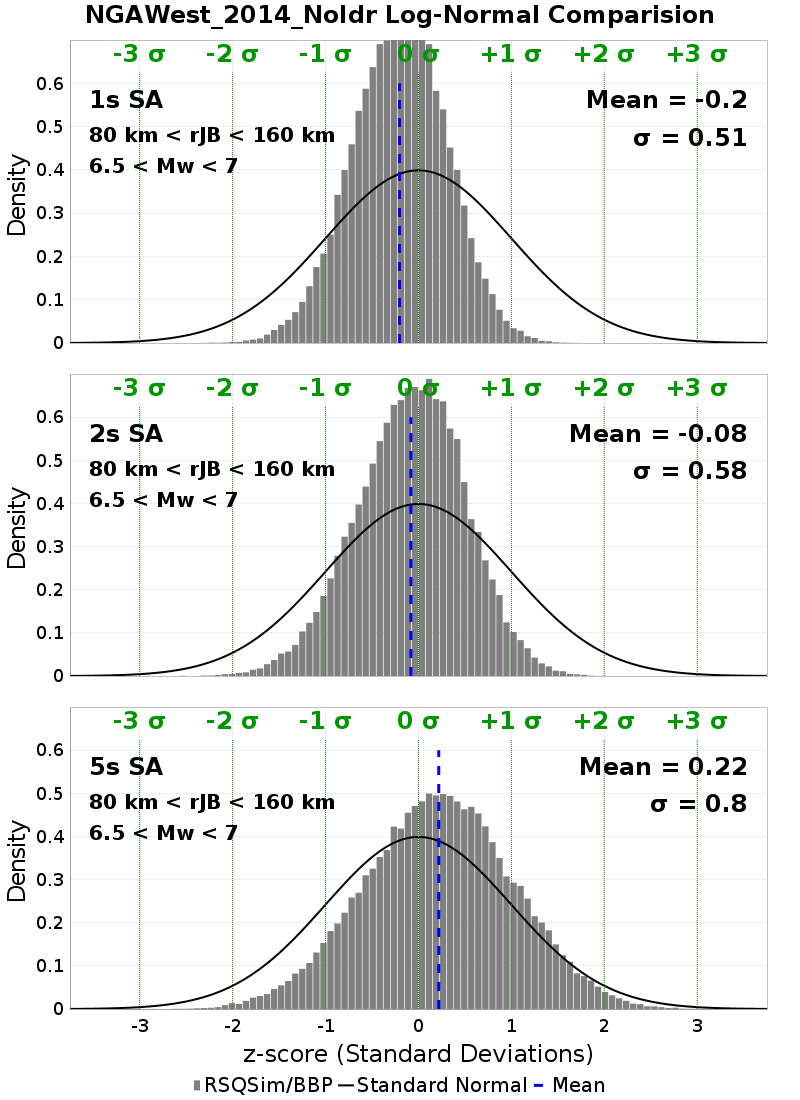 NGAWest_2014_NoIdr Log-Normal Comparision
-3 σ -2 σ -1 σ 0 σ +1 σ +2 σ +3 σ
1s SA
80 km < rJB < 160 km
6.5 < Mw < 7
Mean = -0.2
σ = 0.51
Density
0.6
0.5
0.4
0.3
0.2
0.1
0
-3 σ -2 σ -1 σ 0 σ +1 σ +2 σ +3 σ
2s SA
80 km < rJB < 160 km
6.5 < Mw < 7
Mean = -0.08
σ = 0.58
Density
0.6
0.5
0.4
0.3
0.2
0.1
0
-3 σ -2 σ -1 σ 0 σ +1 σ +2 σ +3 σ
5s SA
80 km < rJB < 160 km
6.5 < Mw < 7
Mean = 0.22
σ = 0.8
Density
0.6
0.5
0.4
0.3
0.2
0.1
0
-3 -2 -1 0 1 2 3
z-score (Standard Deviations)
RSQSim/BBP Standard Normal Mean